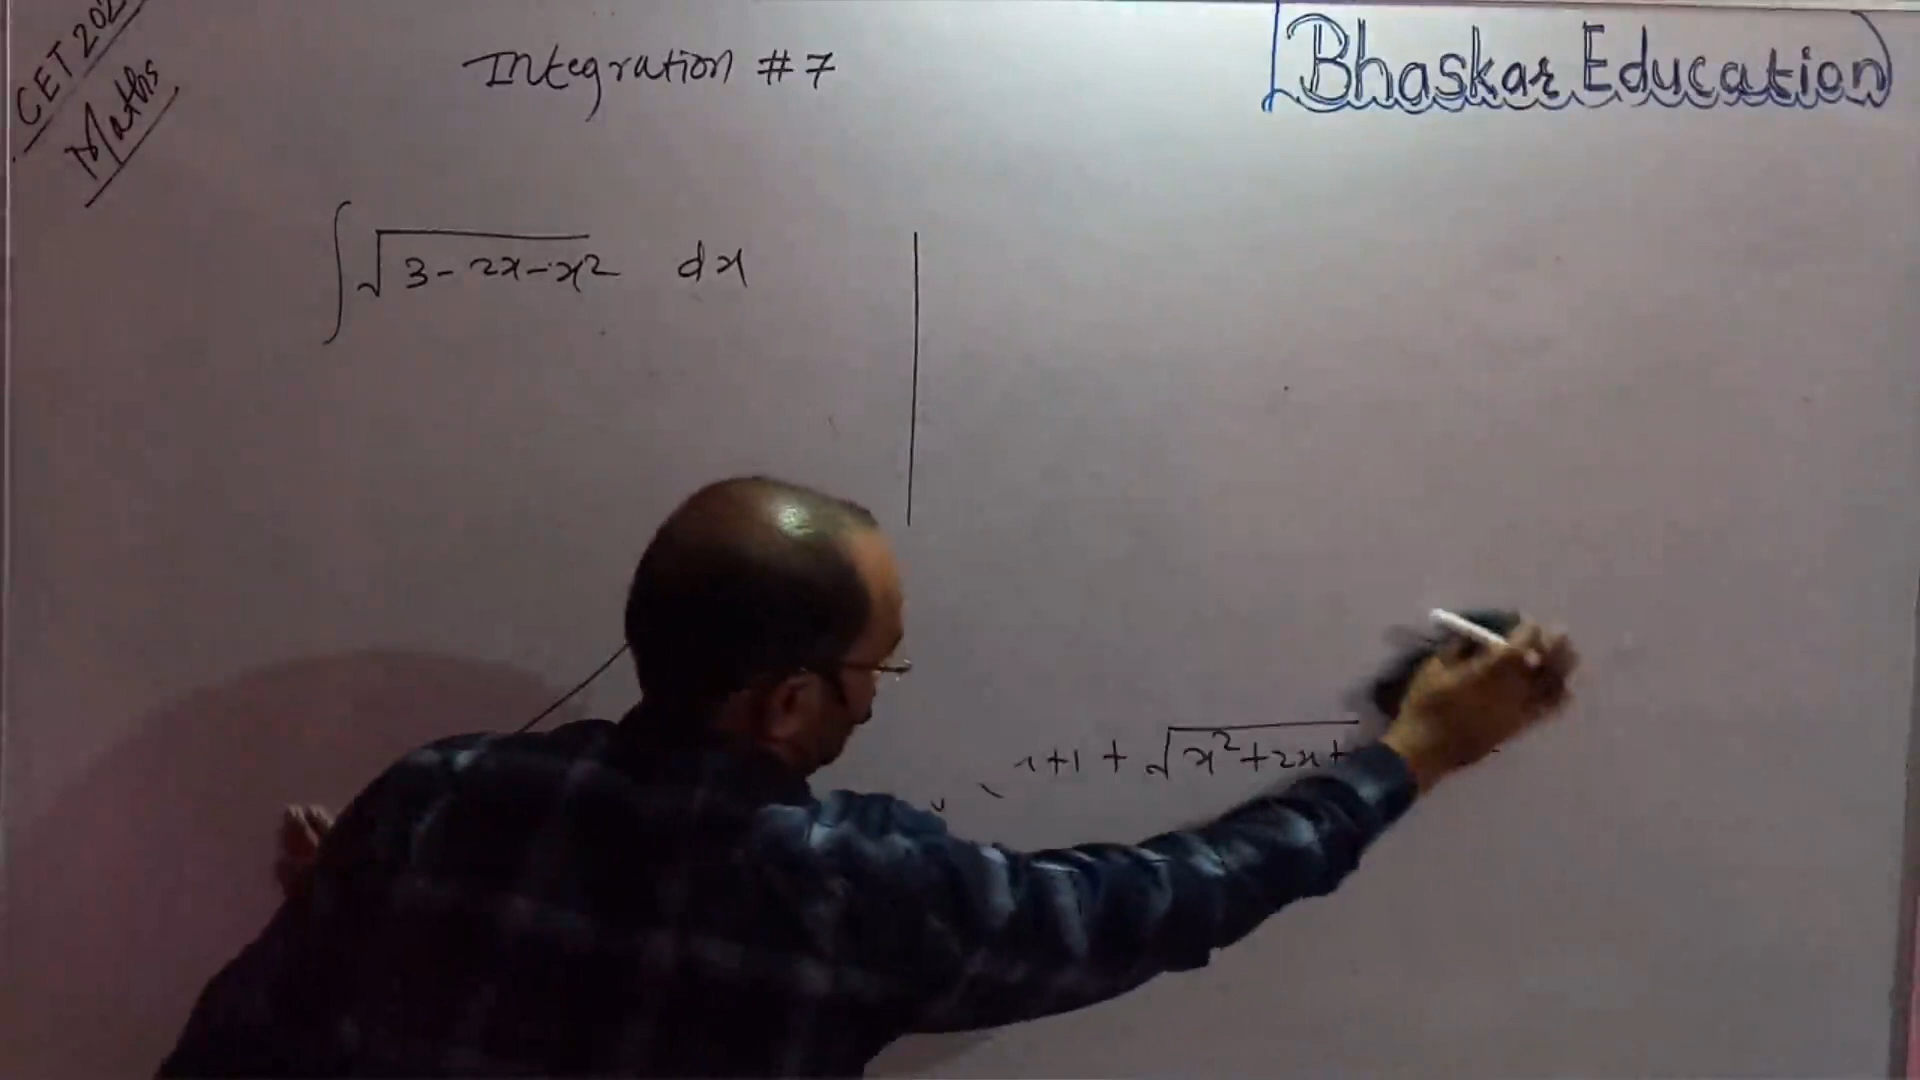 CET 202
Maths
Integration #7
Bhaskar Education
∫√3-2x-x² dx
x+1 + √x²+2x+